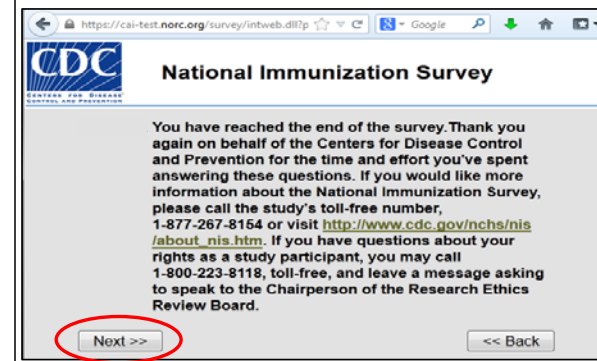 https://cai-test.norc.org/survey/intweb.dll?p
Google
CDC
CENTERS FOR DISEASE
CONTROL AND PREVENTION
National Immunization Survey
You have reached the end of the survey.Thank you
again on behalf of the Centers for Disease Control
and Prevention for the time and effort you've spent
answering these questions. If you would like more
information about the National Immunization Survey,
please call the study's toll-free number,
1-877-267-8154 or visit http://www.cdc.gov/nchs/nis
/about_nis.htm. If you have questions about your
rights as a study participant, you may call
1-800-223-8118, toll-free, and leave a message asking
to speak to the Chairperson of the Research Ethics
Review Board.
Next >>
<< Back